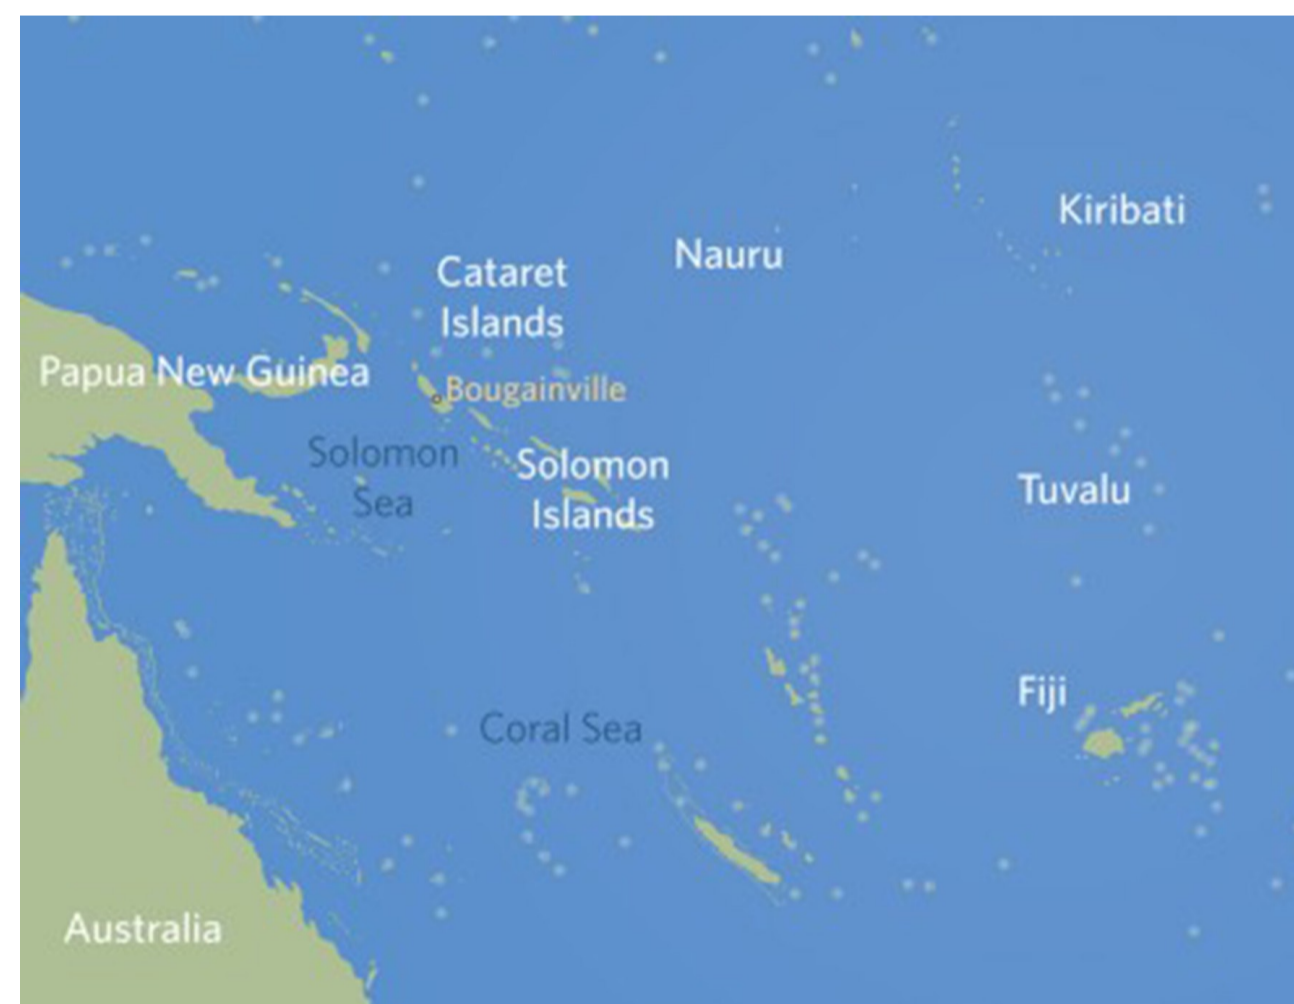 Kiribati
Nauru
Cataret
Islands
Papua New Guinea
Bougainville
Solomon
Sea
Solomon
Islands
Tuvalu
Fiji
Coral Sea
Australia